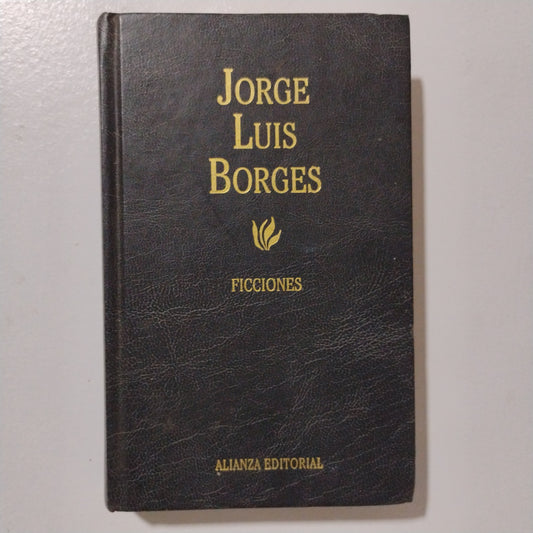 JORGE
LUIS
BORGES
FICCIONES
ALIANZA EDITORIAL